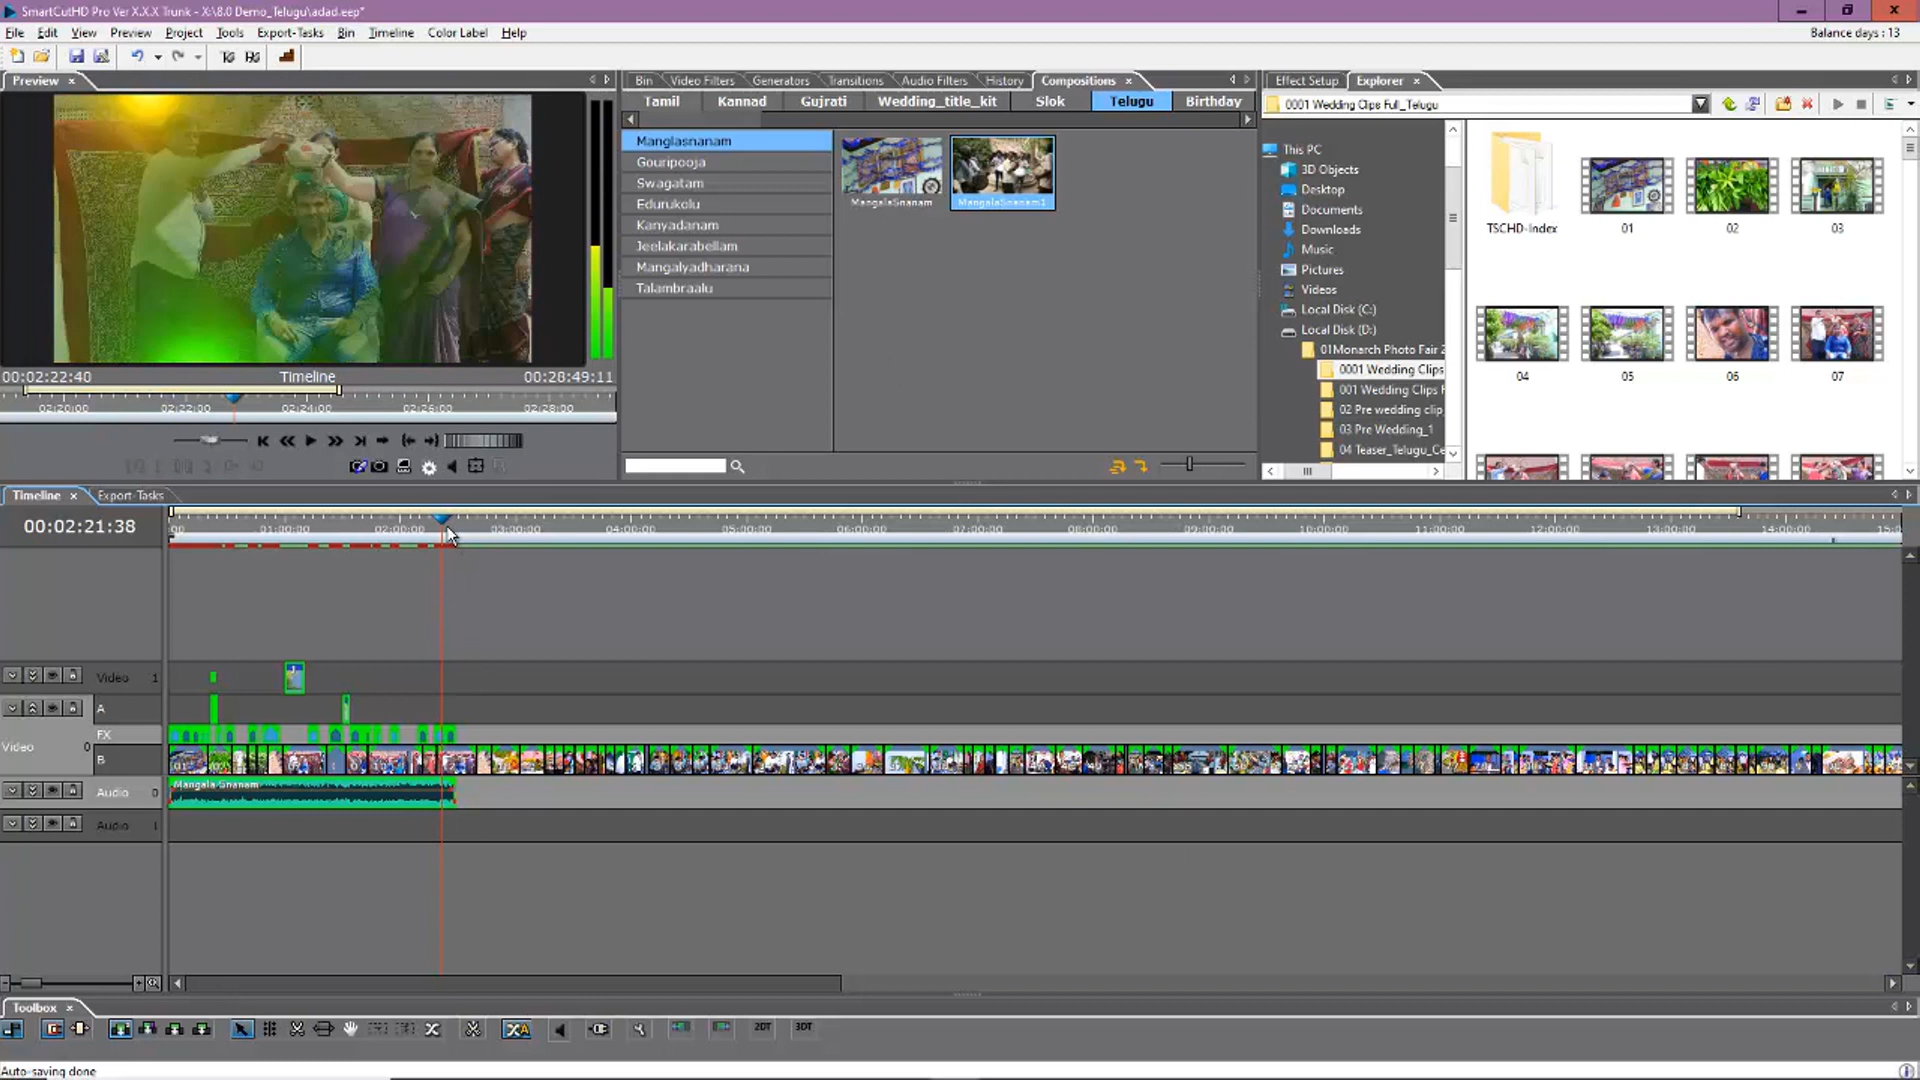 SmartCutHD Pro Ver X.X.X Trunk - X:\8.0 Demo_Telugu\adad.eep*
File Edit View Preview Project Tools Export-Tasks Bin Timeline Color Label Help
Balance days : 13
Preview
00:02:22:40 Timeline 00:28:49:11
02:20:00 02:22:00 02:24:00 02:26:00 02:28:00
Bin Video Filters Generators Transitions Audio Filters History Compositions
Tamil Kannad Gujrati Wedding_title_kit Slok Telugu Birthday
Manglasnanam
Gouripooja
Swagatam
Edurukolu
Kanyadanam
Jeelakarabellam
Mangalyadharana
Talambraalu
MangalaSnanam
MangalaSnanam1
Effect Setup Explorer
0001 Wedding Clips Full_Telugu
This PC
3D Objects
Desktop
Documents
Downloads
Music
Pictures
Videos
Local Disk (C:)
Local Disk (D:)
01Monarch Photo Fair 2
0001 Wedding Clips
001 Wedding Clips F
02 Pre wedding clip
03 Pre Wedding_1
04 Teaser_Telugu_Ce
TSCHD-Index 01 02 03
04 05 06 07
Timeline Export-Tasks
00:02:21:38
:00 01:00:00 02:00:00 03:00:00 04:00:00 05:00:00 06:00:00 07:00:00 08:00:00 09:00:00 10:00:00 11:00:00 12:00:00 13:00:00 14:00:00 15:0
Video 1
A
FX
Video 0
B
Mangala Snanam
Audio 0
Audio 1
Toolbox
XA 2DT 3DT
Auto-saving done